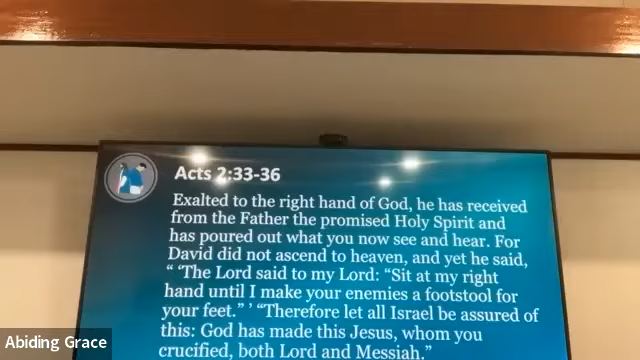 Acts 2:33-36
Exalted to the right hand of God, he has received
from the Father the promised Holy Spirit and
has poured out what you now see and hear. For
David did not ascend to heaven, and yet he said,
“ ‘The Lord said to my Lord: “Sit at my right
hand until I make your enemies a footstool for
your feet.” ’ “Therefore let all Israel be assured of
this: God has made this Jesus, whom you
crucified, both Lord and Messiah.”
Abiding Grace